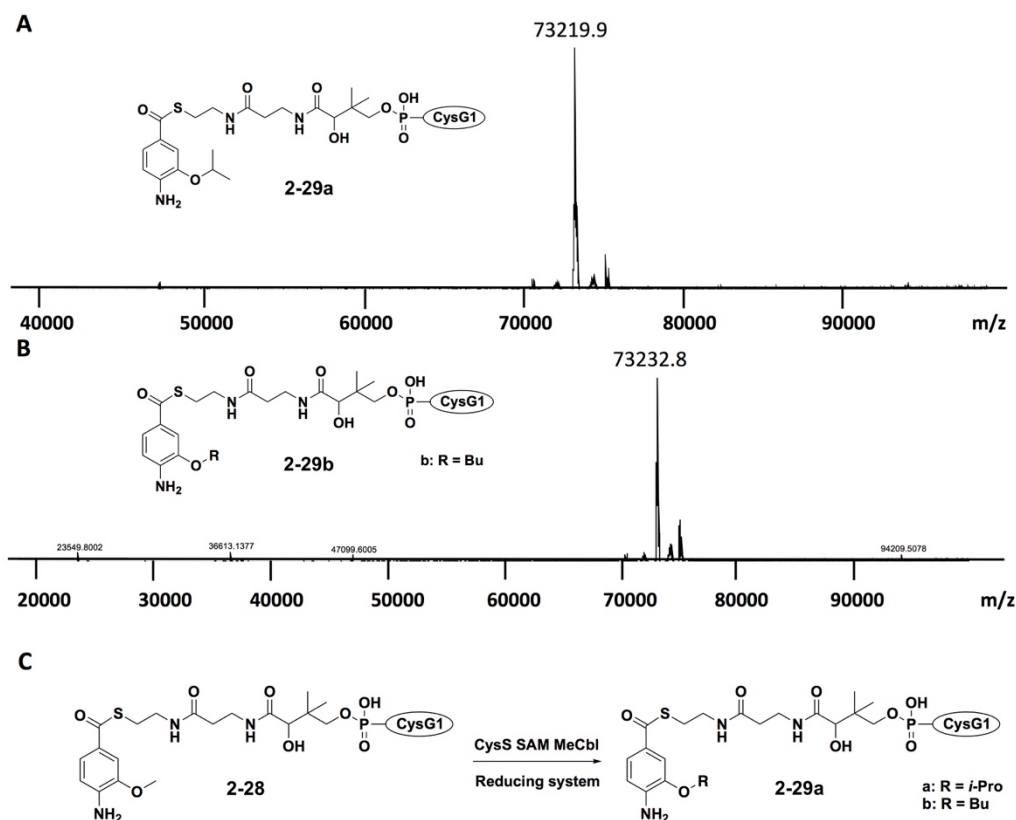 A
73219.9
O
S
N
H
O
N
H
O
OH
O
OH
P
O
CysG1
O
NH2
2-29a
40000 50000 60000 70000 80000 90000 m/z
B
73232.8
O
S
N
H
O
N
H
O
OH
O
OH
P
O
CysG1
R
O
NH2
2-29b
b: R = Bu
23549.8002 36613.1377 47099.6005 94209.5078
20000 30000 40000 50000 60000 70000 80000 90000 m/z
C
O
S
N
H
O
N
H
O
OH
O
OH
P
O
CysG1
O
NH2
2-28
CysS SAM MeCbl
Reducing system
O
S
N
H
O
N
H
O
OH
O
OH
P
O
CysG1
R
O
NH2
2-29a
a: R = i-Pro
b: R = Bu